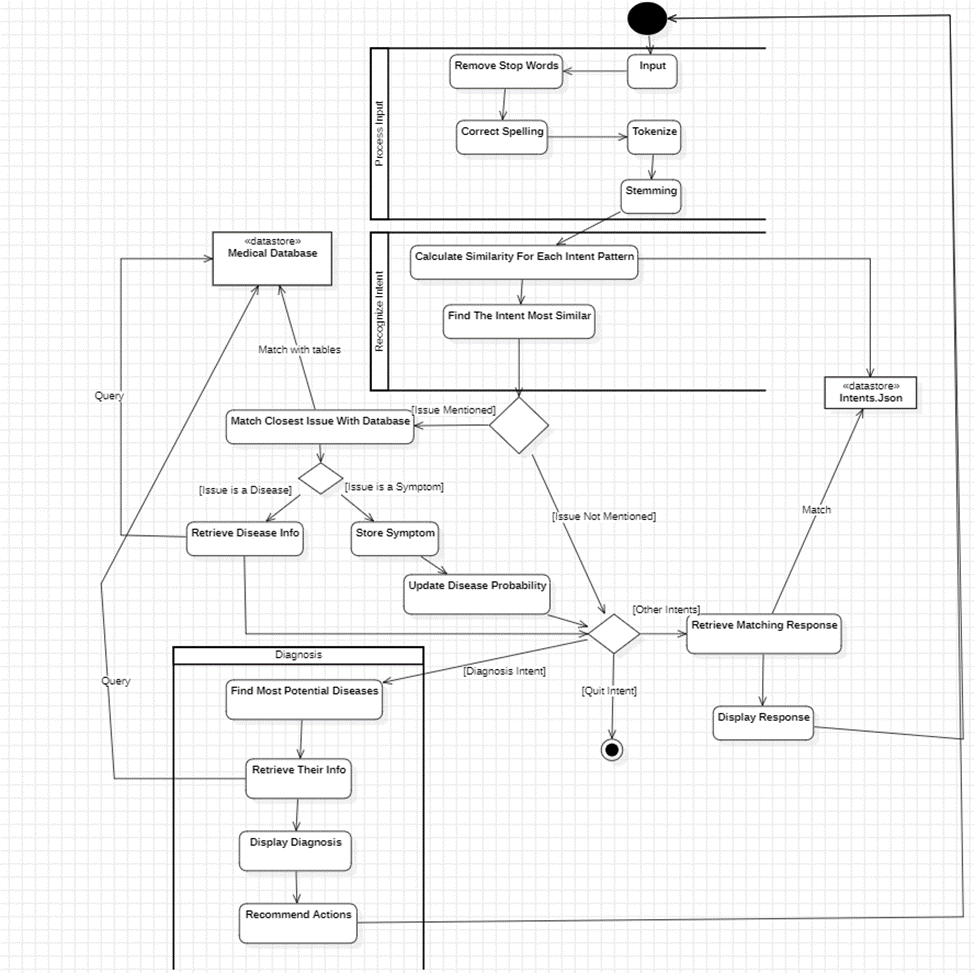 Input
Remove Stop Words
Process Input
Correct Spelling
Tokenize
Stemming
«datastore»
Medical Database
Calculate Similarity For Each Intent Pattern
Recognize Intent
Find The Intent Most Similar
Match with tables
«datastore»
Intents.Json
Query
[Issue Mentioned]
Match Closest Issue With Database
[Issue is a Disease]
[Issue is a Symptom]
Match
[Issue Not Mentioned]
Retrieve Disease Info
Store Symptom
Update Disease Probability
[Other Intents]
Retrieve Matching Response
Diagnosis
[Diagnosis Intent]
Query
Find Most Potential Diseases
[Quit Intent]
Display Response
Retrieve Their Info
Display Diagnosis
Recommend Actions